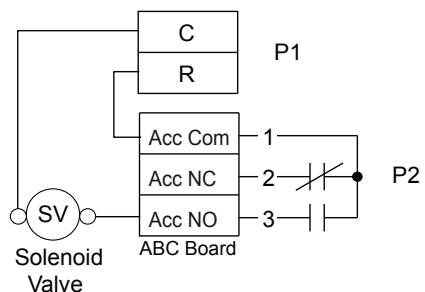 C
P1
R
Acc Com 1
Acc NC 2
P2
SV
Acc NO 3
ABC Board
Solenoid
Valve